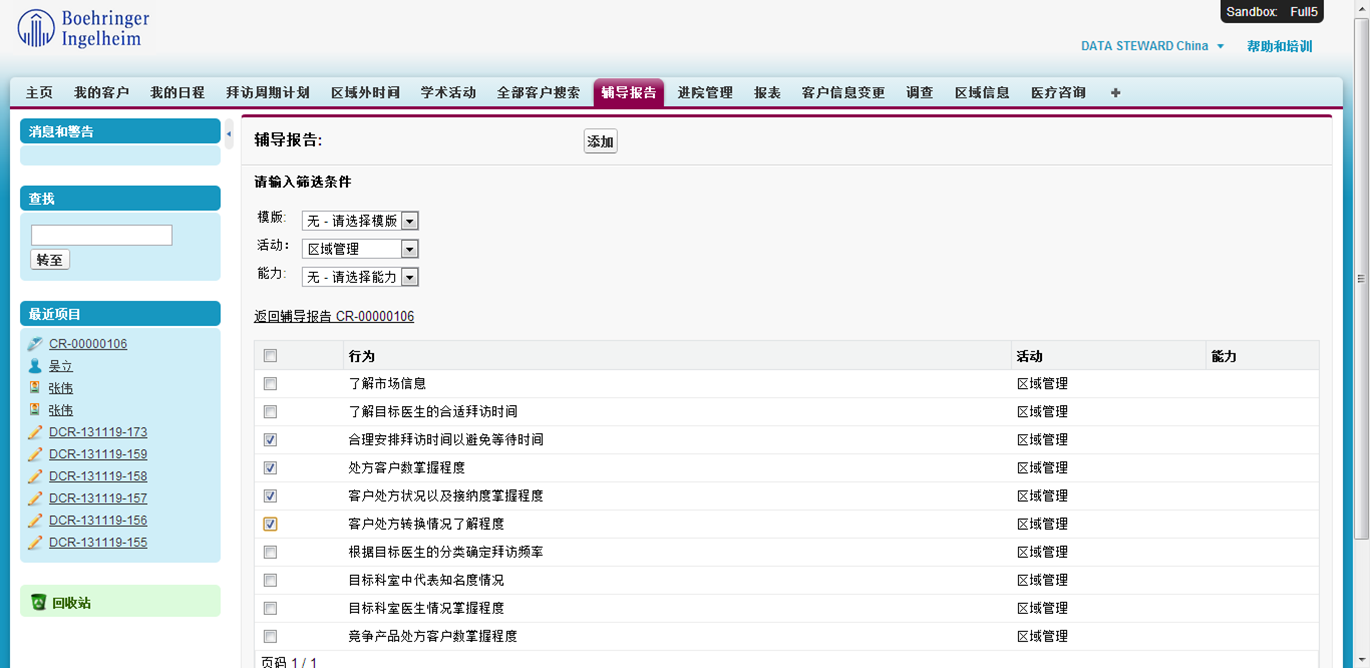 Boehringer
Ingelheim
Sandbox: Full5
DATA STEWARD China 帮助和培训
主页 我的客户 我的日程 拜访周期计划 区域外时间 学术活动 全部客户搜索 辅导报告 进院管理 报表 客户信息变更 调查 区域信息 医疗咨询 +
消息和警告
查找
转至
最近项目
CR-00000106
吴立
张伟
张伟
DCR-131119-173
DCR-131119-159
DCR-131119-158
DCR-131119-157
DCR-131119-156
DCR-131119-155
回收站
辅导报告: 添加
请输入筛选条件
模版: 无 - 请选择模版
活动: 区域管理
能力: 无 - 请选择能力
返回辅导报告 CR-00000106
行为 活动 能力
了解市场信息 区域管理
了解目标医生的合适拜访时间 区域管理
合理安排拜访时间以避免等待时间 区域管理
处方客户数掌握程度 区域管理
客户处方状况以及接纳度掌握程度 区域管理
客户处方转换情况了解程度 区域管理
根据目标医生的分类确定拜访频率 区域管理
目标科室中代表知名度情况 区域管理
目标科室医生情况掌握程度 区域管理
竞争产品处方客户数掌握程度 区域管理
页码 1 / 1